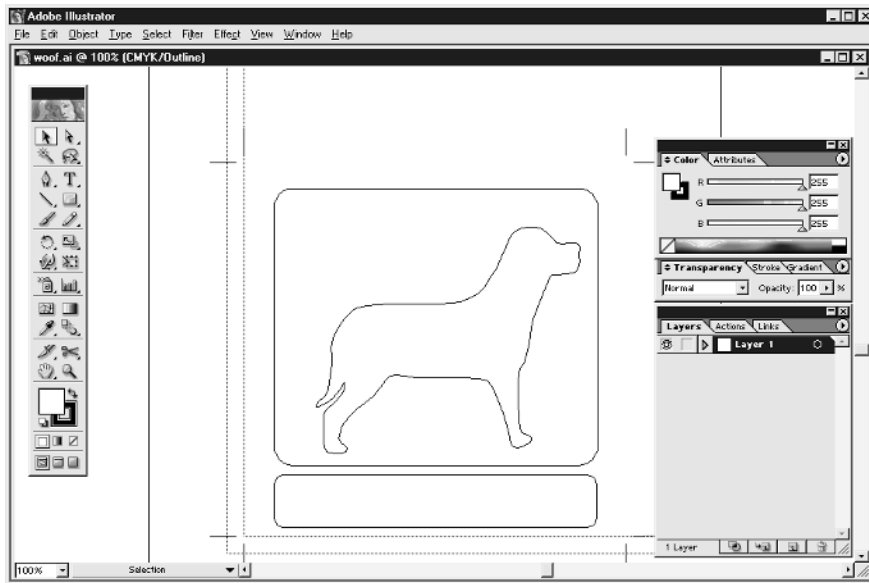 Adobe Illustrator
File Edit Object Type Select Filter Effect View Window Help
woof.ai @ 100% (CMYK/Outline)
Color Attributes
R 255
G 255
B 255
Transparency Stroke Gradient
Normal Opacity: 100 %
Layers Actions Links
Layer 1
1 Layer
100% Selection